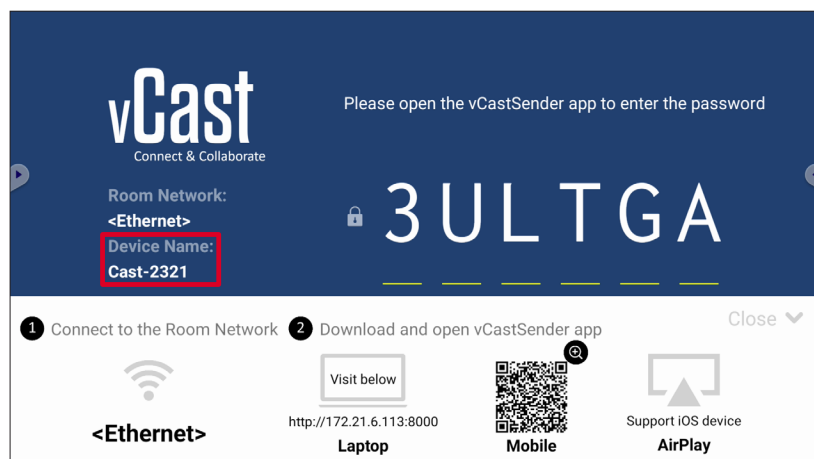 vCast
Connect & Collaborate
Please open the vCastSender app to enter the password
Room Network:
<Ethernet>
Device Name:
Cast-2321
3ULTGA
Close
1 Connect to the Room Network
2 Download and open vCastSender app
<Ethernet>
Visit below
http://172.21.6.113:8000
Laptop
Mobile
Support iOS device
AirPlay